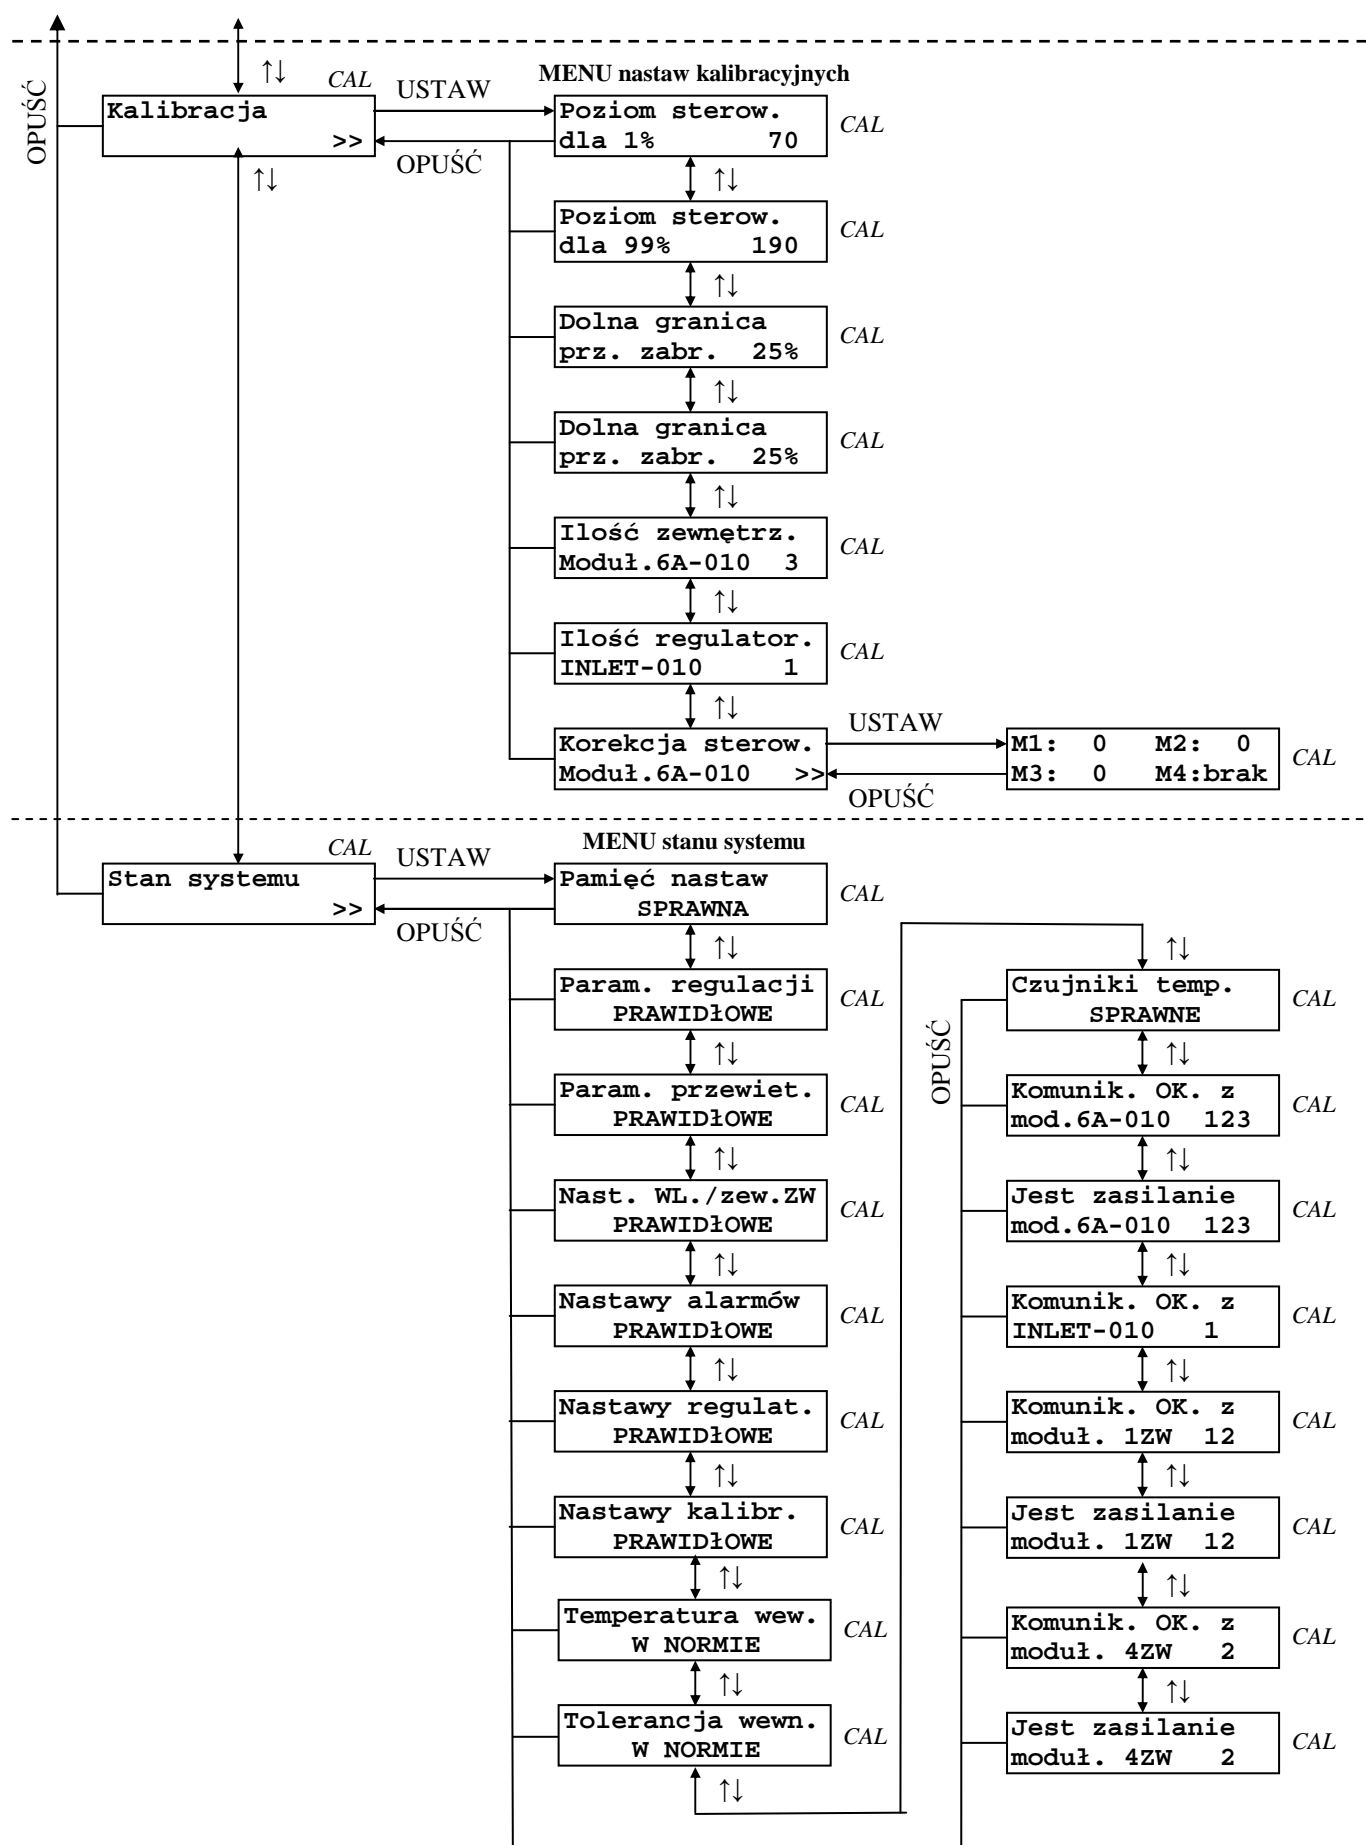 OPUŚĆ
↑↓
CAL
USTAW
MENU nastaw kalibracyjnych
Kalibracja
>>
OPUŚĆ
↑↓
Poziom sterow.
dla 1% 70
CAL
↑↓
Poziom sterow.
dla 99% 190
CAL
↑↓
Dolna granica
prz. zabr. 25%
CAL
↑↓
Dolna granica
prz. zabr. 25%
CAL
↑↓
Ilość zewnętrz.
Moduł.6A-010 3
CAL
↑↓
Ilość regulator.
INLET-010 1
CAL
↑↓
Korekcja sterow.
Moduł.6A-010 >>
USTAW
OPUŚĆ
M1: 0 M2: 0
M3: 0 M4:brak
CAL
MENU stanu systemu
CAL
USTAW
Stan systemu
>>
OPUŚĆ
Pamięć nastaw
SPRAWNA
CAL
↑↓
Param. regulacji
PRAWIDłOWE
CAL
↑↓
Param. przewiet.
PRAWIDłOWE
CAL
↑↓
Nast. WL./zew.ZW
PRAWIDłOWE
CAL
↑↓
Nastawy alarmów
PRAWIDłOWE
CAL
↑↓
Nastawy regulat.
PRAWIDłOWE
CAL
↑↓
Nastawy kalibr.
PRAWIDłOWE
CAL
↑↓
Temperatura wew.
W NORMIE
CAL
↑↓
Tolerancja wewn.
W NORMIE
CAL
↑↓
OPUŚĆ
↑↓
Czujniki temp.
SPRAWNE
CAL
↑↓
Komunik. OK. z
mod.6A-010 123
CAL
↑↓
Jest zasilanie
mod.6A-010 123
CAL
↑↓
Komunik. OK. z
INLET-010 1
CAL
↑↓
Komunik. OK. z
moduł. 1ZW 12
CAL
↑↓
Jest zasilanie
moduł. 1ZW 12
CAL
↑↓
Komunik. OK. z
moduł. 4ZW 2
CAL
↑↓
Jest zasilanie
moduł. 4ZW 2
CAL